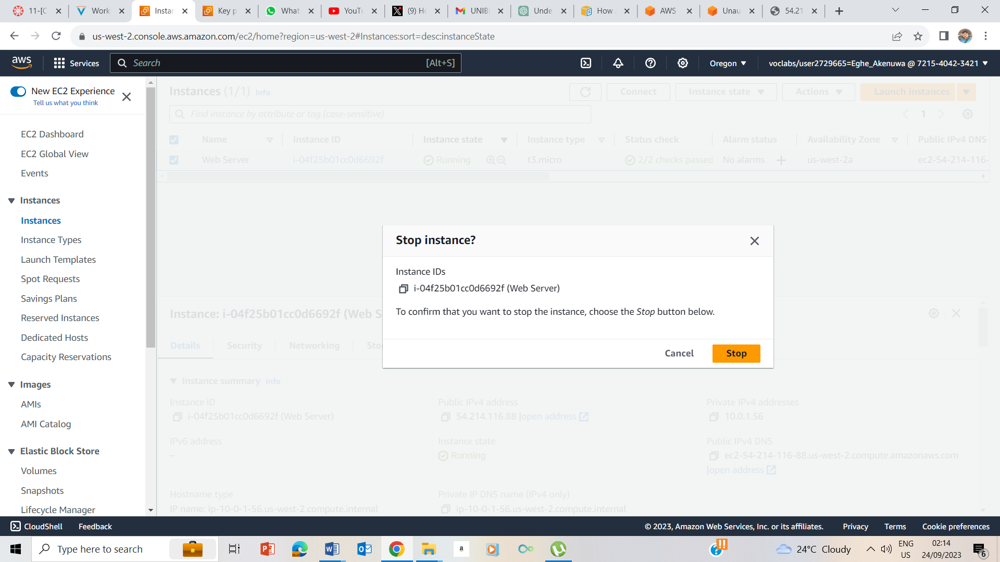 11-[C
Work
Instan
Key p
What
YouTu
(9) Ho
UNIBE
Unde
How
AWS
Unau
54.21
us-west-2.console.aws.amazon.com/ec2/home?region=us-west-2#Instances:sort=desc:instanceState
aws
Services
Search
[Alt+S]
Oregon
voclabs/user2729665=Eghe_Akenuwa @ 7215-4042-3421
New EC2 Experience
Tell us what you think
EC2 Dashboard
EC2 Global View
Events
Instances
Instances
Instance Types
Launch Templates
Spot Requests
Savings Plans
Reserved Instances
Dedicated Hosts
Capacity Reservations
Images
AMIs
AMI Catalog
Elastic Block Store
Volumes
Snapshots
Lifecycle Manager
Instances (1/1) Info
Connect
Instance state
Actions
Launch instances
Find instance by attribute or tag (case-sensitive)
1
Name
Instance ID
Instance state
Instance type
Status check
Alarm status
Availability Zone
Public IPv4 DNS
Web Server
i-04f25b01cc0d6692f
Running
t3.micro
2/2 checks passed
No alarms
us-west-2a
ec2-54-214-116-
Stop instance?
Instance IDs
i-04f25b01cc0d6692f (Web Server)
To confirm that you want to stop the instance, choose the Stop button below.
Cancel
Stop
Instance: i-04f25b01cc0d6692f (Web S
Details
Security
Networking
Sto
Instance summary Info
Instance ID
i-04f25b01cc0d6692f (Web Server)
Public IPv4 address
54.214.116.88 |open address
Private IPv4 addresses
10.0.1.56
IPv6 address
–
Instance state
Running
Public IPv4 DNS
ec2-54-214-116-88.us-west-2.compute.amazonaws.com
|open address
Hostname type
IP name: ip-10-0-1-56.us-west-2.compute.internal
Private IP DNS name (IPv4 only)
ip-10-0-1-56.us-west-2.compute.internal
CloudShell
Feedback
© 2023, Amazon Web Services, Inc. or its affiliates.
Privacy
Terms
Cookie preferences
Type here to search
a
24°C Cloudy
ENG
US
02:14
24/09/2023
6